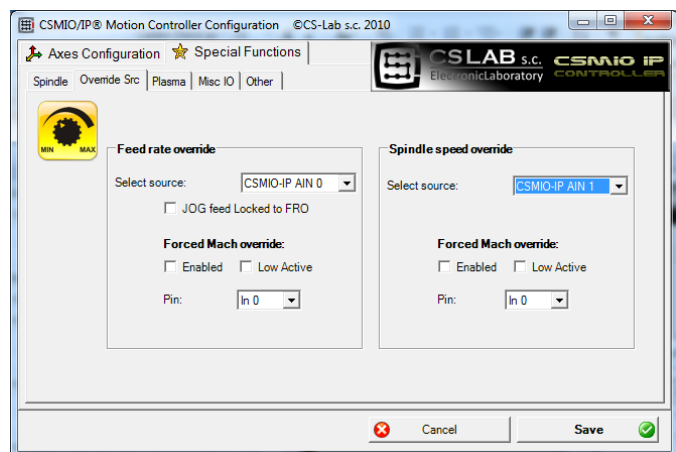 CSMIO/IP® Motion Controller Configuration ©CS-Lab s.c. 2010
Axes Configuration Special Functions
CSLAB s.c.
ElectronicLaboratory
CSMIO IP
CONTROLLER
Spindle Override Src Plasma Misc IO Other
MIN MAX
Feed rate override
Select source: CSMIO-IP AIN 0
JOG feed Locked to FRO
Forced Mach override:
Enabled Low Active
Pin: In 0
Spindle speed override
Select source: CSMIO-IP AIN 1
Forced Mach override:
Enabled Low Active
Pin: In 0
Cancel Save